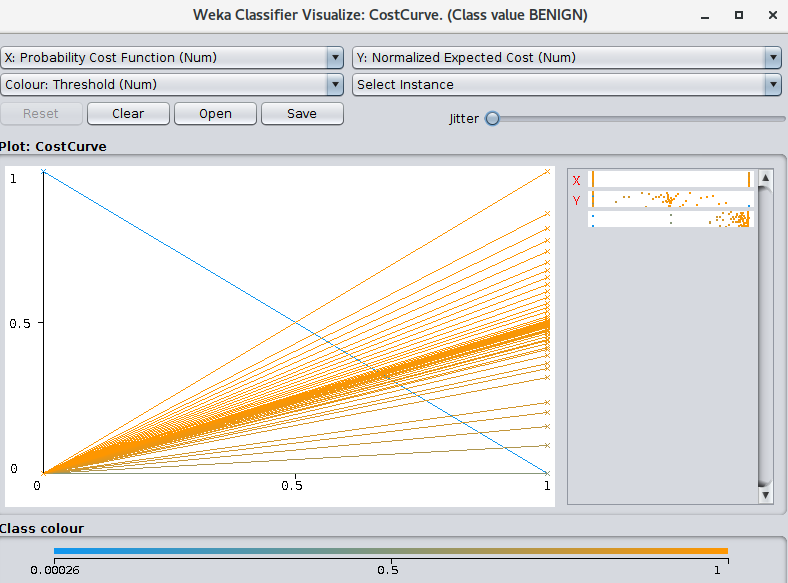 Weka Classifier Visualize: CostCurve. (Class value BENIGN)
X: Probability Cost Function (Num)
Y: Normalized Expected Cost (Num)
Colour: Threshold (Num)
Select Instance
Reset
Clear
Open
Save
Jitter
Plot: CostCurve
1
0.5
0
0
0.5
1
X
Y
Class colour
0.00026
0.5
1